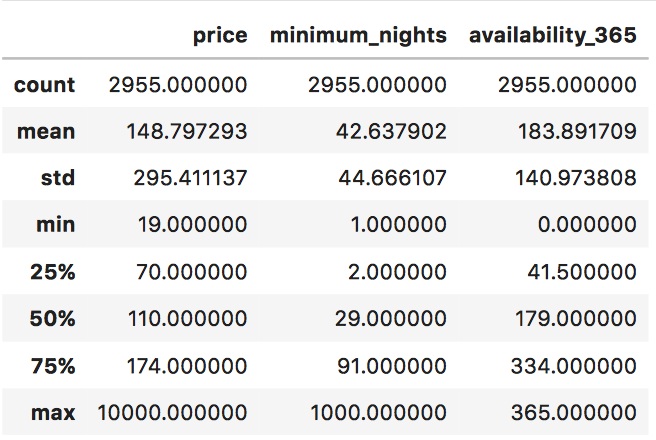 price minimum_nights availability_365
count 2955.000000 2955.000000 2955.000000
mean 148.797293 42.637902 183.891709
std 295.411137 44.666107 140.973808
min 19.000000 1.000000 0.000000
25% 70.000000 2.000000 41.500000
50% 110.000000 29.000000 179.000000
75% 174.000000 91.000000 334.000000
max 10000.000000 1000.000000 365.000000